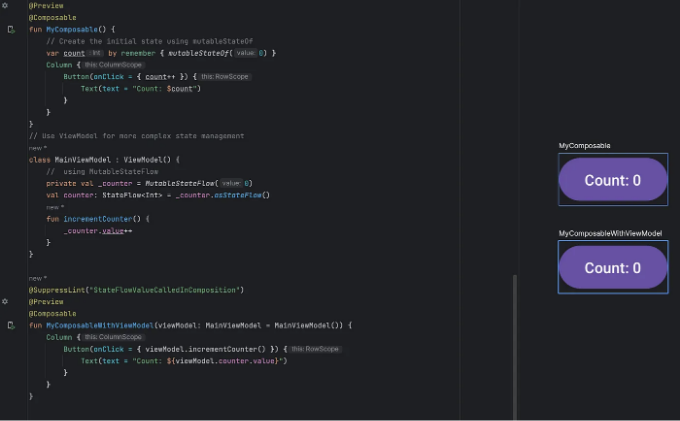 @Preview
@Composable
fun MyComposable() {
// Create the initial state using mutableStateOf
var count : Int by remember { mutableStateOf( value: 0) }
Column { this: ColumnScope
Button(onClick = { count++ }) { this: RowScope
Text(text = "Count: $count")
}
}
}
// Use ViewModel for more complex state management
new *
class MainViewModel : ViewModel() {
// using MutableStateFlow
private val _counter = MutableStateFlow( value: 0)
val counter: StateFlow<Int> = _counter.asStateFlow()
new *
fun incrementCounter() {
_counter.value++
}
}
new *
@SuppressLint("StateFlowValueCalledInComposition")
@Preview
@Composable
fun MyComposableWithViewModel(viewModel: MainViewModel = MainViewModel()) {
Column { this: ColumnScope
Button(onClick = { viewModel.incrementCounter() }) { this: RowScope
Text(text = "Count: ${viewModel.counter.value}")
}
}
}
MyComposable
Count: 0
MyComposableWithViewModel
Count: 0